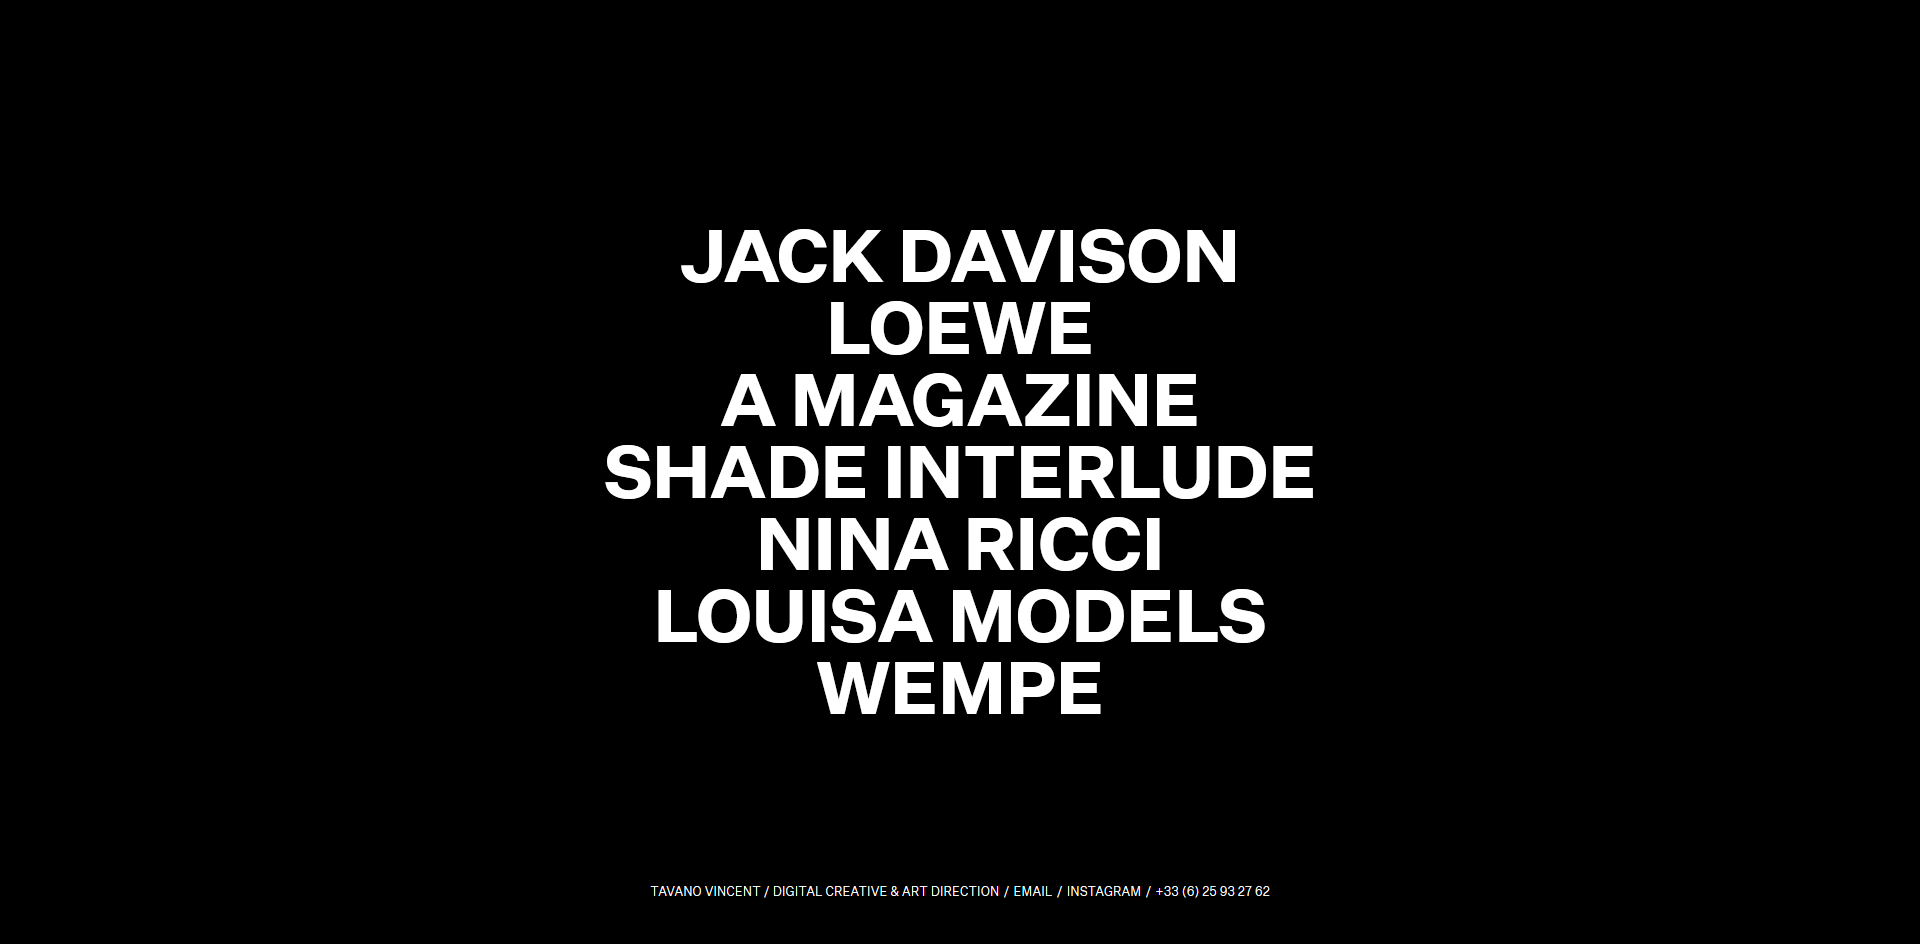 JACK DAVISON
LOEWE
A MAGAZINE
SHADE INTERLUDE
NINA RICCI
LOUISA MODELS
WEMPE
TAVANO VINCENT / DIGITAL CREATIVE & ART DIRECTION / EMAIL / INSTAGRAM / +33 (6) 25 93 27 62